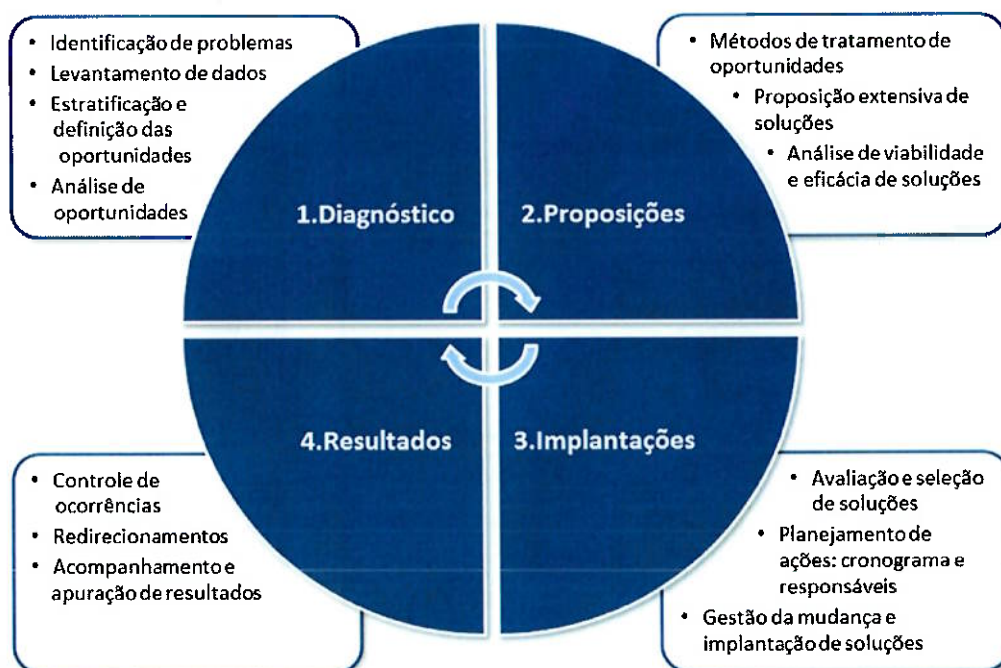 • Identificação de problemas
• Levantamento de dados
• Estratificação e
definição das
oportunidades
• Análise de
oportunidades
• Métodos de tratamento de
oportunidades
• Proposição extensiva de
soluções
• Análise de viabilidade
e eficácia de soluções
1.Diagnóstico
2.Proposições
4.Resultados
3.Implantações
• Controle de
ocorrências
• Redirecionamentos
• Acompanhamento e
apuração de resultados
• Avaliação e seleção
de soluções
• Planejamento de
ações: cronograma e
responsáveis
• Gestão da mudança e
implantação de soluções